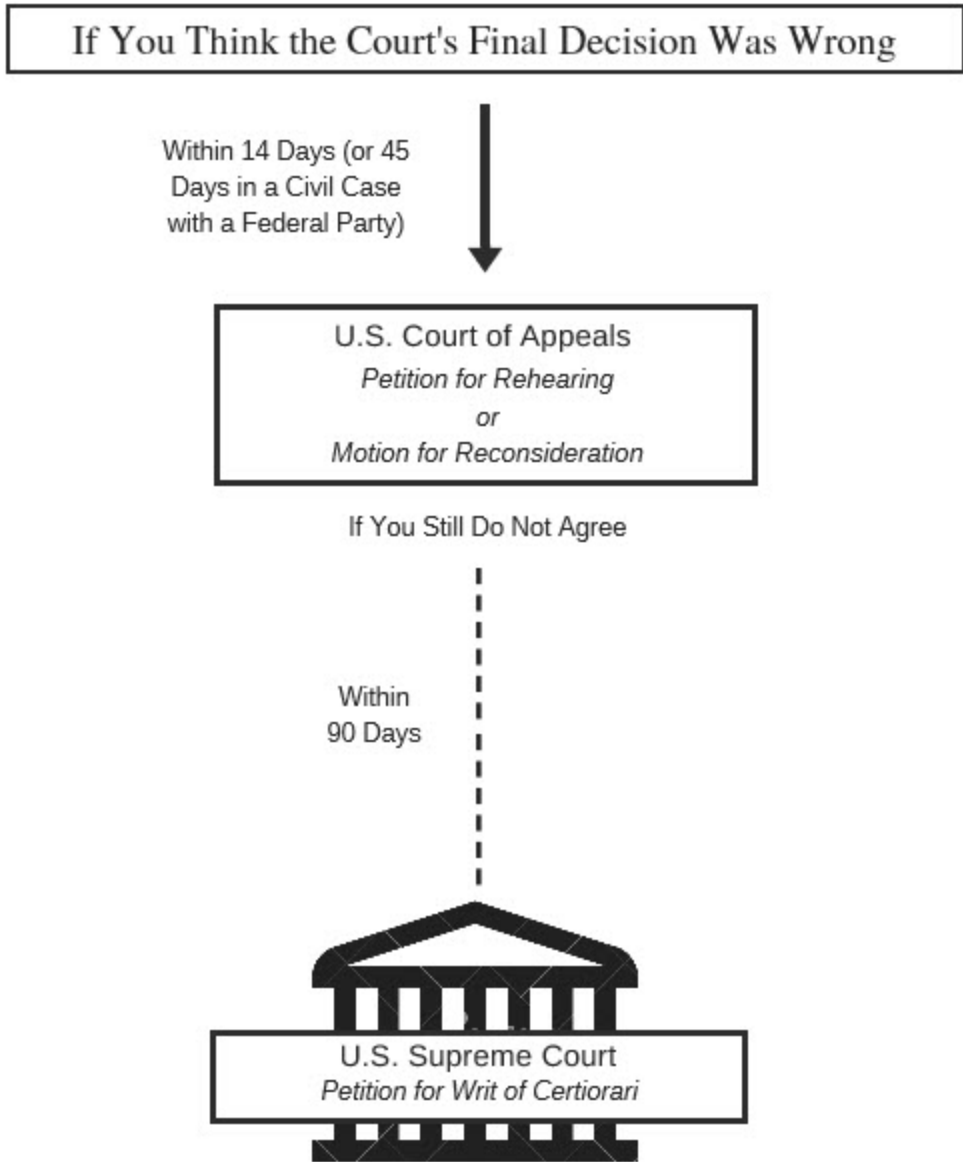 If You Think the Court's Final Decision Was Wrong
Within 14 Days (or 45
Days in a Civil Case
with a Federal Party)
U.S. Court of Appeals
Petition for Rehearing
or
Motion for Reconsideration
If You Still Do Not Agree
Within
90 Days
U.S. Supreme Court
Petition for Writ of Certiorari